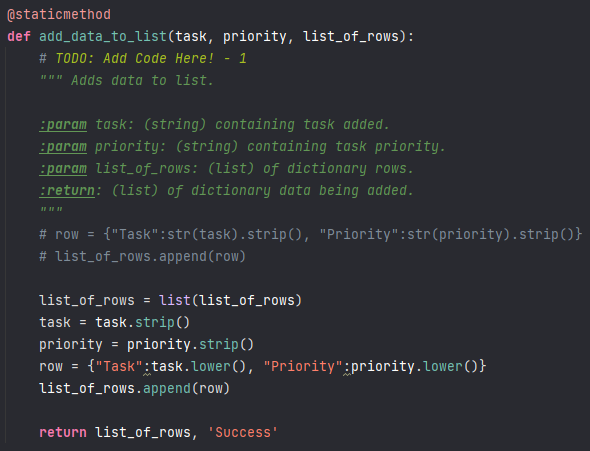 @staticmethod
def add_data_to_list(task, priority, list_of_rows):
    # TODO: Add Code Here! - 1
    """ Adds data to list.

    :param task: (string) containing task added.
    :param priority: (string) containing task priority.
    :param list_of_rows: (list) of dictionary rows.
    :return: (list) of dictionary data being added.
    """
    # row = {"Task":str(task).strip(), "Priority":str(priority).strip()}
    # list_of_rows.append(row)

    list_of_rows = list(list_of_rows)
    task = task.strip()
    priority = priority.strip()
    row = {"Task":task.lower(), "Priority":priority.lower()}
    list_of_rows.append(row)

    return list_of_rows, 'Success'